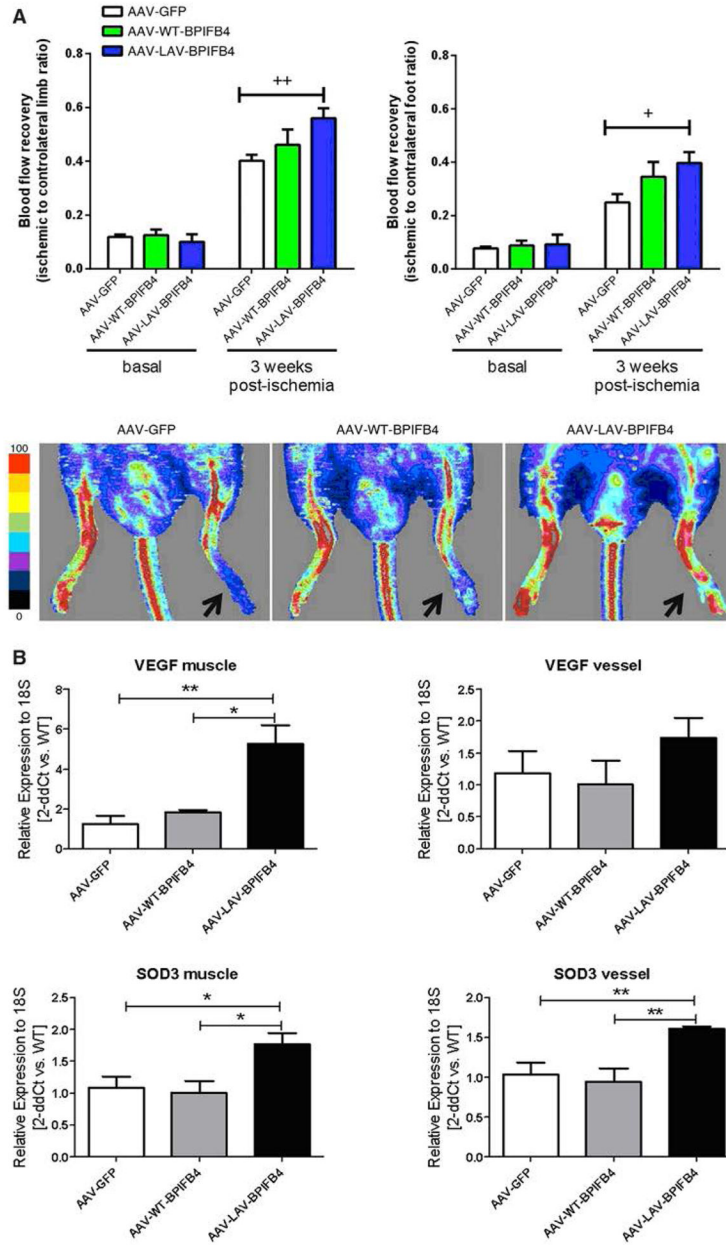 A
AAV-GFP
AAV-WT-BPIFB4
AAV-LAV-BPIFB4
Blood flow recovery
(ischemic to controlateral limb ratio)
0.8
0.6
0.4
0.2
0.0
++
AAV-GFP
AAV-WT-BPIFB4
AAV-LAV-BPIFB4
AAV-GFP
AAV-WT-BPIFB4
AAV-LAV-BPIFB4
basal
3 weeks
post-ischemia
Blood flow recovery
(ischemic to contralateral foot ratio)
0.8
0.6
0.4
0.2
0.0
+
AAV-GFP
AAV-WT-BPIFB4
AAV-LAV-BPIFB4
AAV-GFP
AAV-WT-BPIFB4
AAV-LAV-BPIFB4
basal
3 weeks
post-ischemia
AAV-GFP
AAV-WT-BPIFB4
AAV-LAV-BPIFB4
100
0
B
VEGF muscle
Relative Expression to 18S
[2-ddCt vs. WT]
8
6
4
2
0
**
*
AAV-GFP
AAV-WT-BPIFB4
AAV-LAV-BPIFB4
VEGF vessel
Relative Expression to 18S
[2-ddCt vs. WT]
2.5
2.0
1.5
1.0
0.5
0.0
AAV-GFP
AAV-WT-BPIFB4
AAV-LAV-BPIFB4
SOD3 muscle
Relative Expression to 18S
[2-ddCt vs. WT]
2.5
2.0
1.5
1.0
0.5
0.0
*
*
AAV-GFP
AAV-WT-BPIFB4
AAV-LAV-BPIFB4
SOD3 vessel
Relative Expression to 18S
[2-ddCt vs. WT]
2.0
1.5
1.0
0.5
0.0
**
**
AAV-GFP
AAV-WT-BPIFB4
AAV-LAV-BPIFB4